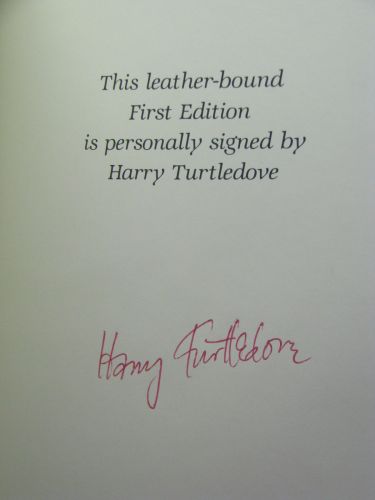 This leather-bound
First Edition
is personally signed by
Harry Turtledove
Harry Turtledove